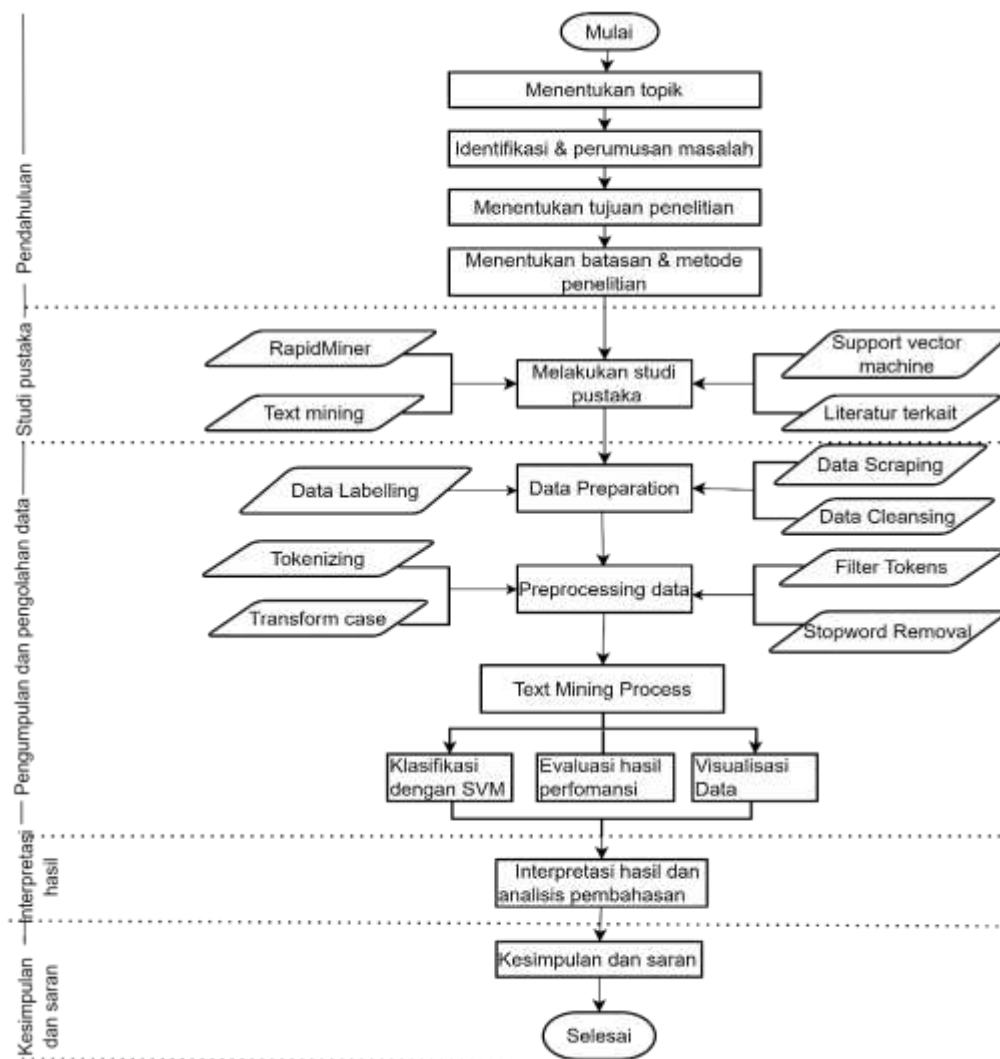 Mulai
Menentukan topik
Identifikasi & perumusan masalah
Menentukan tujuan penelitian
Menentukan batasan & metode
penelitian
Pendahuluan
RapidMiner
Text mining
Melakukan studi
pustaka
Support vector
machine
Literatur terkait
Studi pustaka
Data Labelling
Data Preparation
Data Scraping
Data Cleansing
Tokenizing
Transform case
Preprocessing data
Filter Tokens
Stopword Removal
Text Mining Process
Klasifikasi
dengan SVM
Evaluasi hasil
perfomansi
Visualisasi
Data
Pengumpulan dan pengolahan data
Interpretasi hasil dan
analisis pembahasan
Interpretasi
hasil
Kesimpulan dan saran
Selesai
Kesimpulan
dan saran